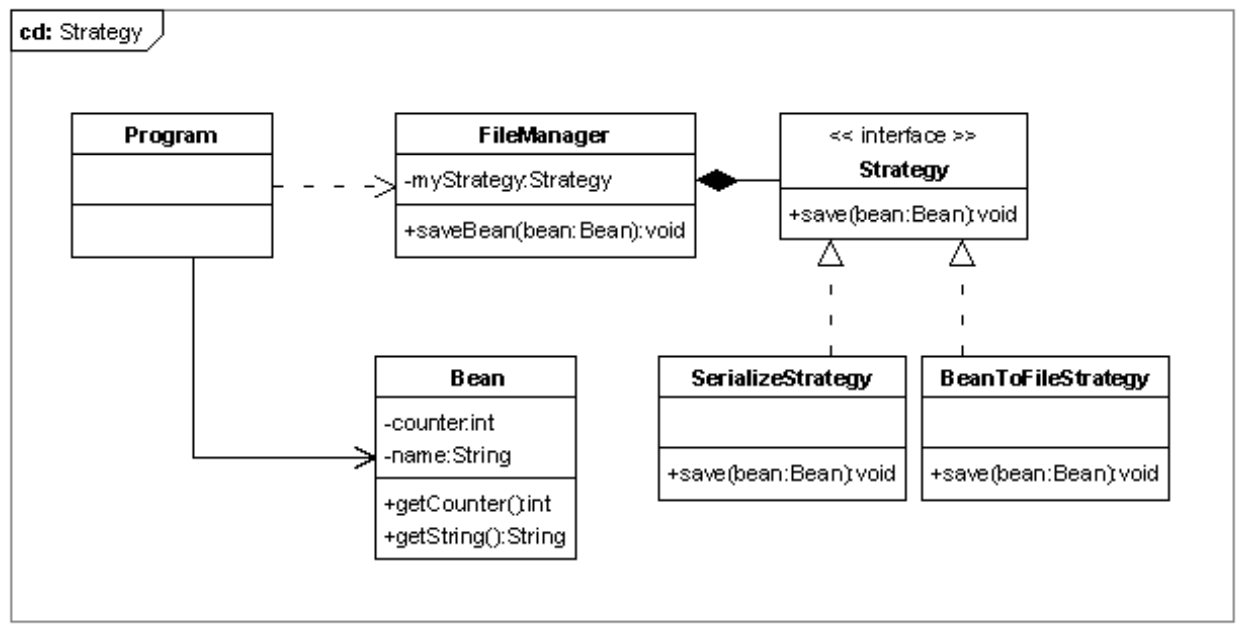 cd: Strategy
Program
FileManager
-myStrategy:Strategy
+saveBean(bean:Bean):void
<< interface >>
Strategy
+save(bean:Bean):void
Bean
-counter:int
-name:String
+getCounter():int
+getString():String
SerializeStrategy
+save(bean:Bean):void
BeanToFileStrategy
+save(bean:Bean):void